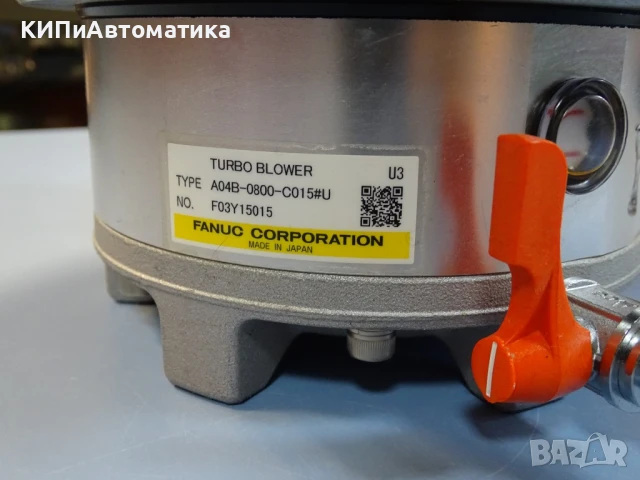 КИПиАвтоматика
TURBO BLOWER U3
TYPE A04B-0800-C015#U
NO. F03Y15015
FANUC CORPORATION
MADE IN JAPAN
BAZAR